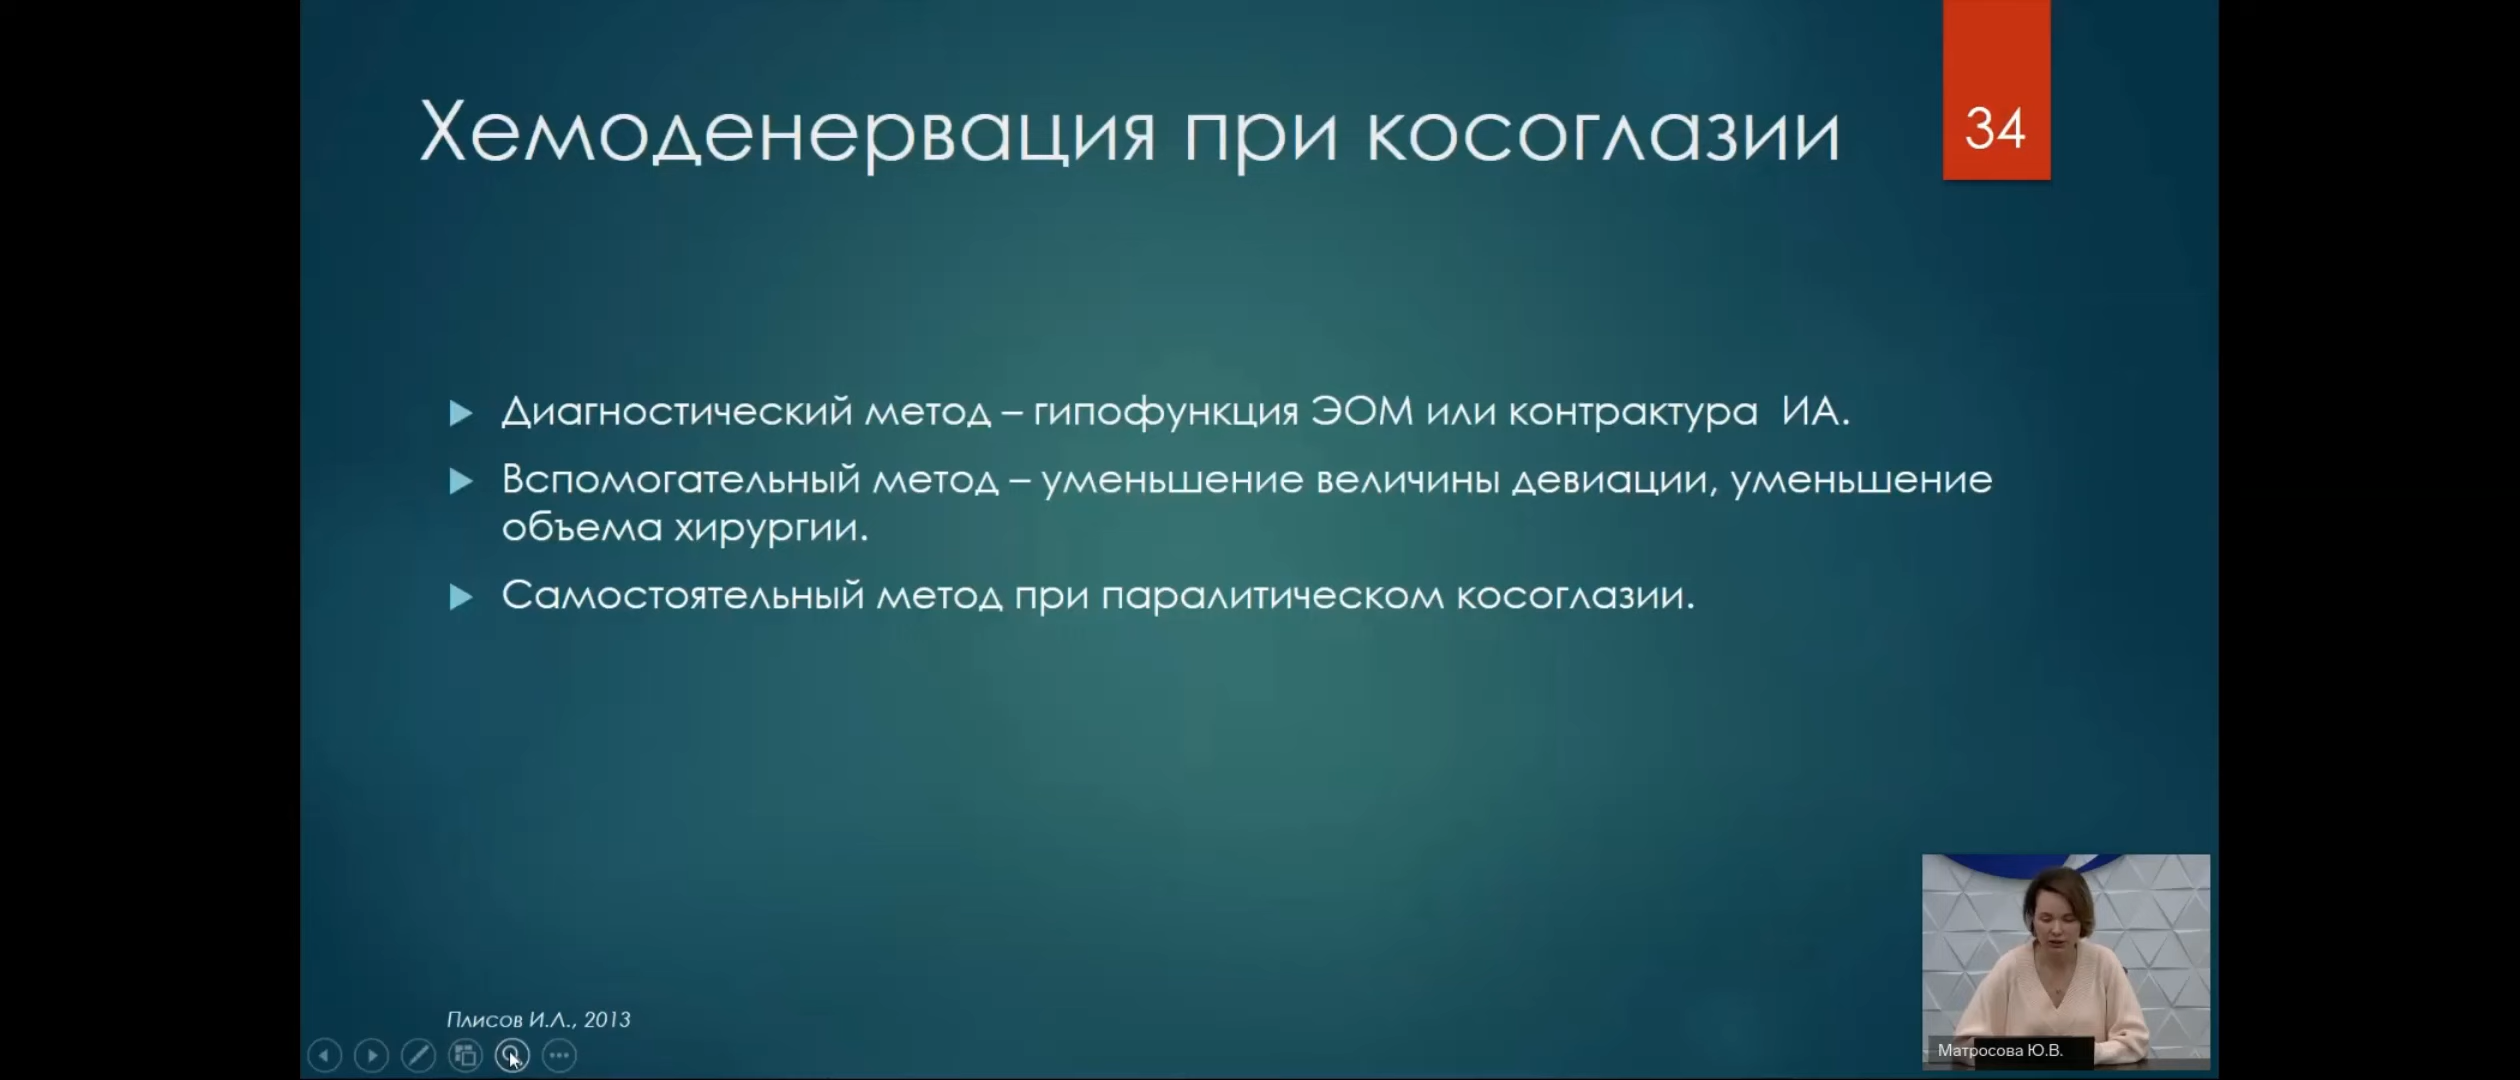 Хемоденервация при косоглазии
34
Диагностический метод – гипофункция ЭОМ или контрактура ИА.
Вспомогательный метод – уменьшение величины девиации, уменьшение
объема хирургии.
Самостоятельный метод при паралитическом косоглазии.
Плисов И.Л., 2013
Матросова Ю.В.